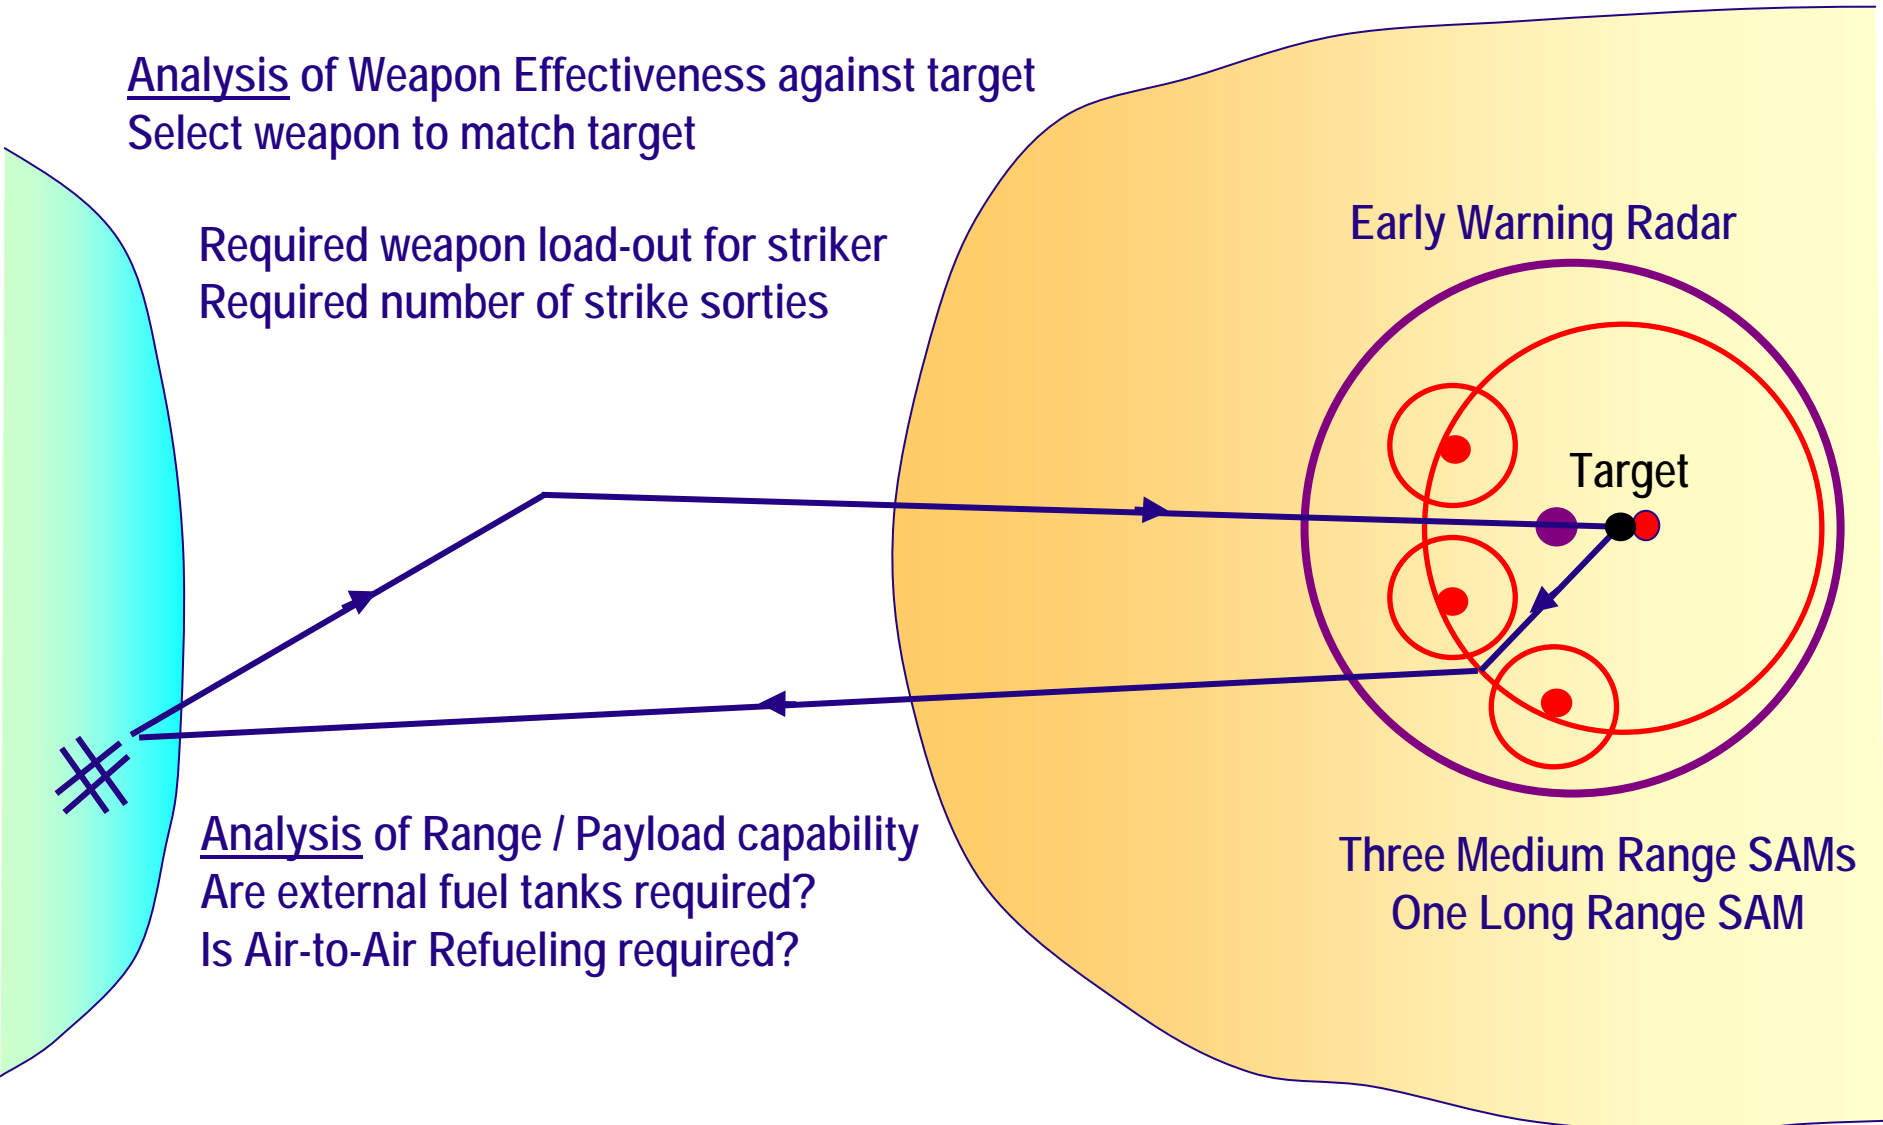 Analysis of Weapon Effectiveness against target
Select weapon to match target
Required weapon load-out for striker
Required number of strike sorties
Early Warning Radar
Target
Analysis of Range / Payload capability
Are external fuel tanks required?
Is Air-to-Air Refueling required?
Three Medium Range SAMs
One Long Range SAM